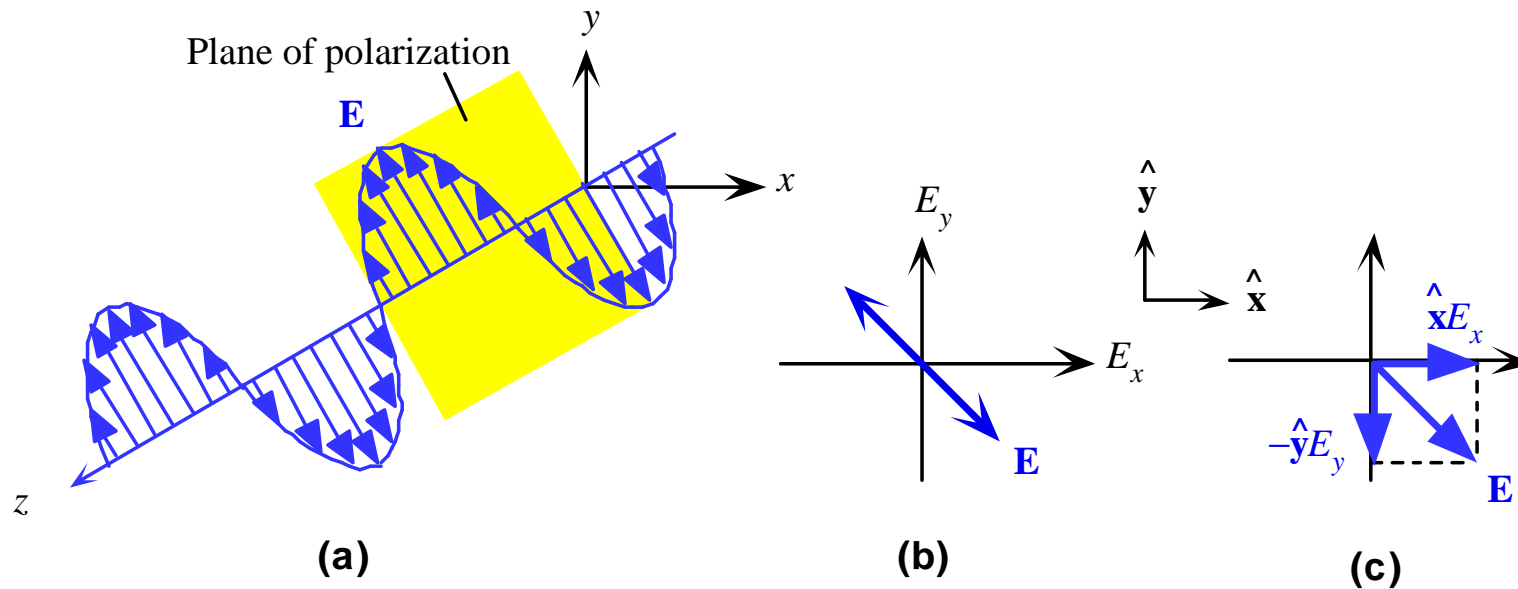 y
Plane of polarization
E
x
z
(a)
E_y
E_x
E
(b)
ŷ
x̂
x̂E_x
−ŷE_y
E
(c)